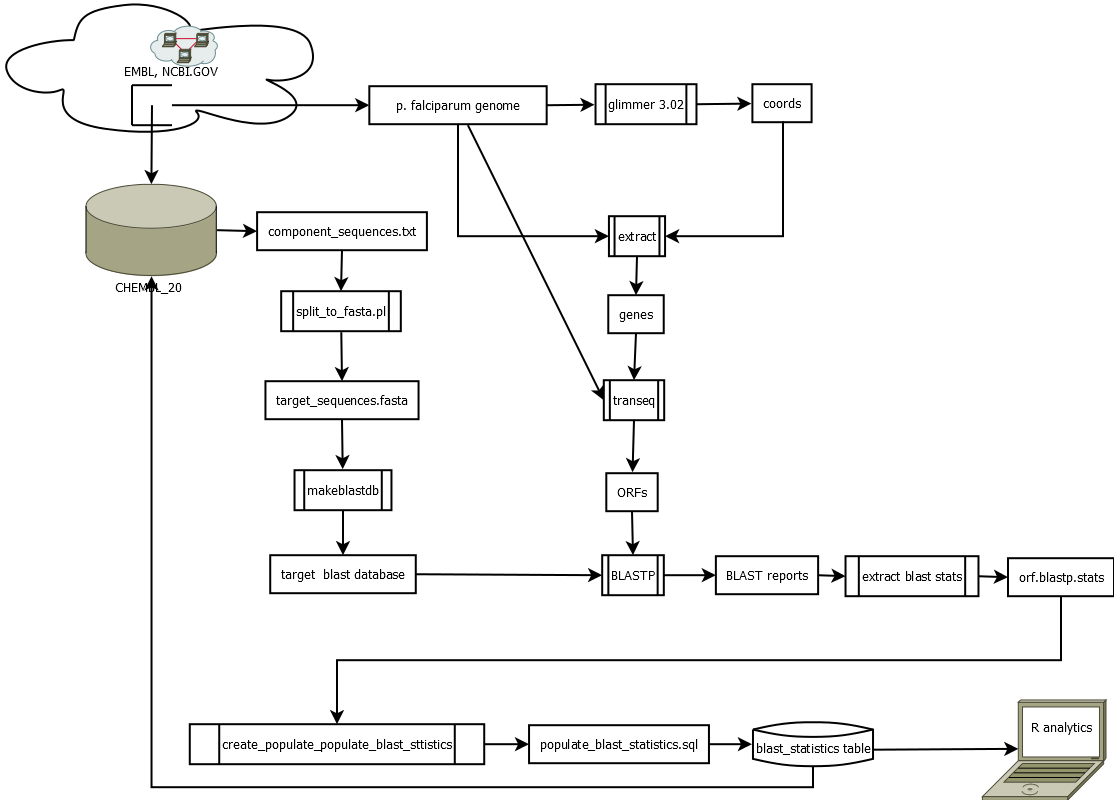 EMBL, NCBI.GOV
p. falciparum genome
glimmer 3.02
coords
CHEMBL_20
component_sequences.txt
extract
split_to_fasta.pl
genes
target_sequences.fasta
transeq
makeblastdb
ORFs
target  blast database
BLASTP
BLAST reports
extract blast stats
orf.blastp.stats
create_populate_populate_blast_sttistics
populate_blast_statistics.sql
blast_statistics table
R analytics